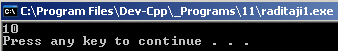 C:\Program Files\Dev-Cpp\_Programs\11\raditaji1.exe
10
Press any key to continue . . .